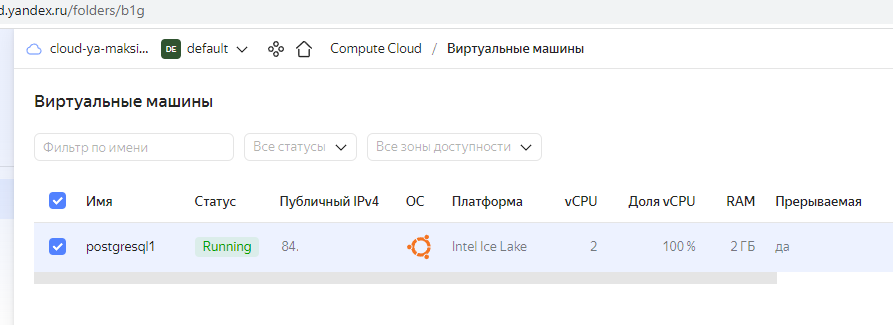 d.yandex.ru/folders/b1g
cloud-ya-maksi... DE default Compute Cloud / Виртуальные машины
Виртуальные машины
Фильтр по имени Все статусы Все зоны доступности
Имя Статус Публичный IPv4 ОС Платформа vCPU Доля vCPU RAM Прерываемая
postgresql1 Running 84. Intel Ice Lake 2 100 % 2 ГБ да